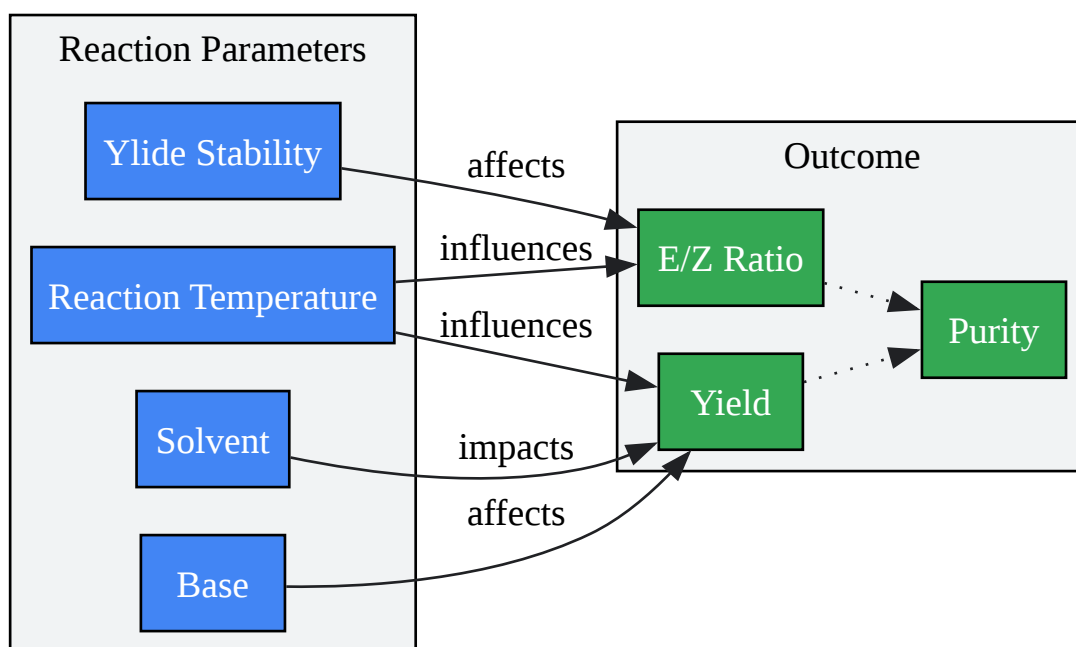 Reaction Parameters
Ylide Stability
Reaction Temperature
Solvent
Base
affects
influences
influences
impacts
affects
Outcome
E/Z Ratio
Yield
Purity